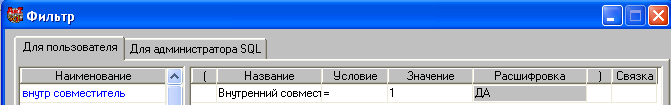 Фильтр
Для пользователя Для администратора SQL
Наименование ( Название Условие Значение Расшифровка ) Связка
внутр совместитель Внутренний совмест = 1 ДА